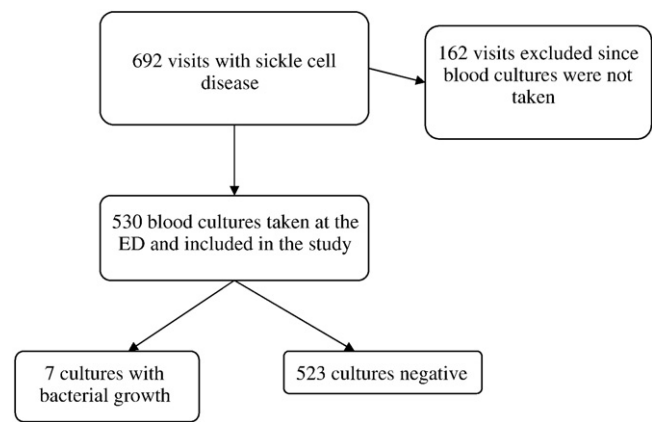 692 visits with sickle cell
disease
162 visits excluded since
blood cultures were not
taken
530 blood cultures taken at the
ED and included in the study
7 cultures with
bacterial growth
523 cultures negative